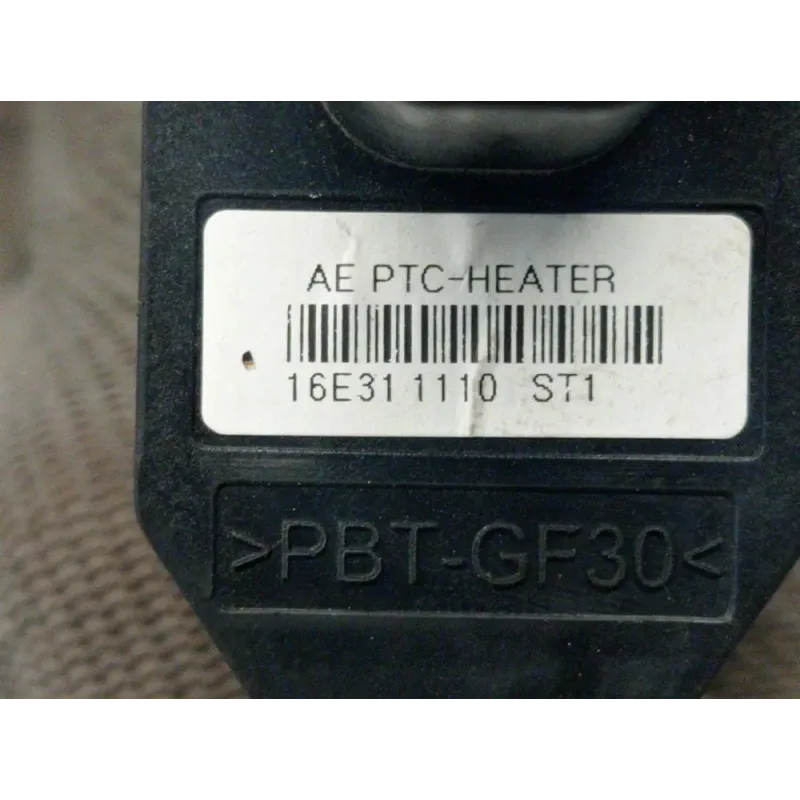 AE PTC-HEATER
16E31 1110 ST1
>PBT-GF30<